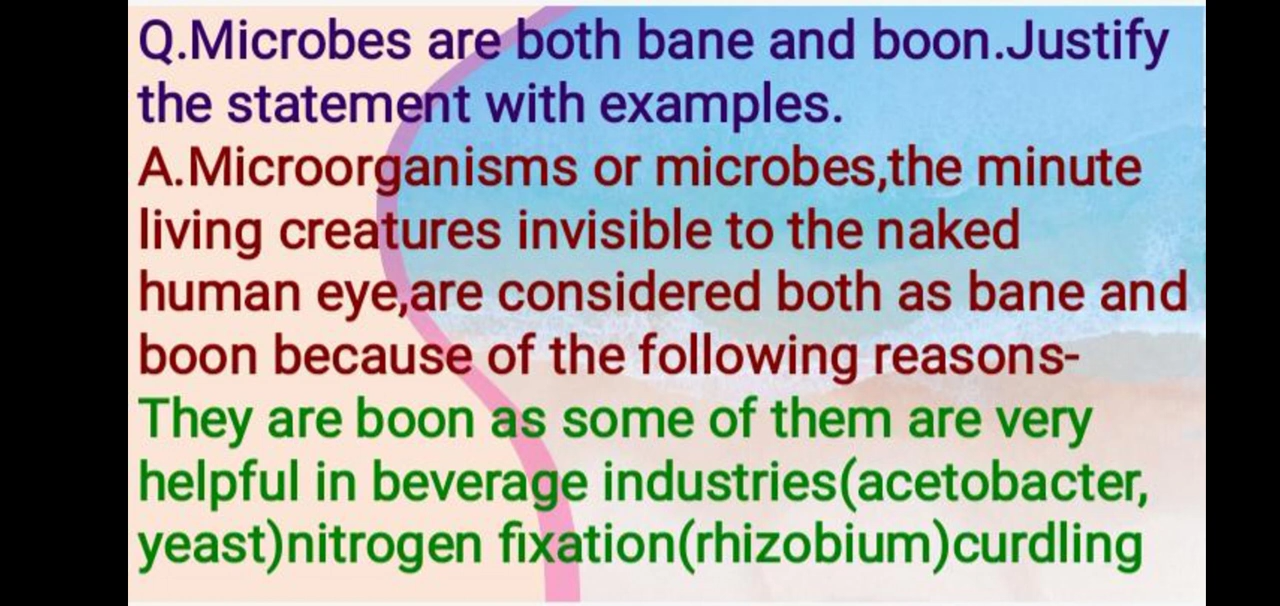 Q.Microbes are both bane and boon.Justify
the statement with examples.
A.Microorganisms or microbes,the minute
living creatures invisible to the naked
human eye,are considered both as bane and
boon because of the following reasons-
They are boon as some of them are very
helpful in beverage industries(acetobacter,
yeast)nitrogen fixation(rhizobium)curdling